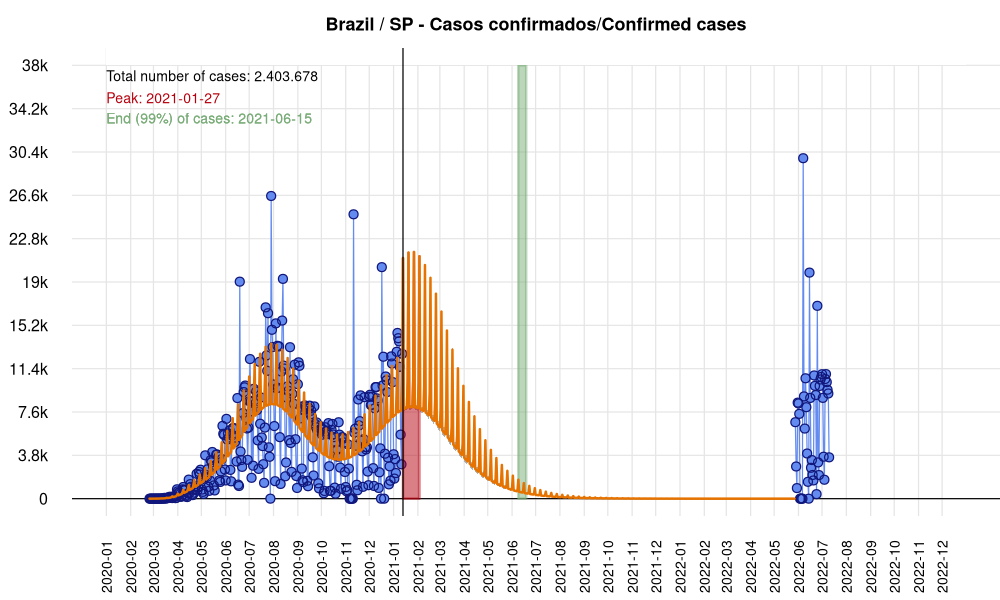 Brazil / SP - Casos confirmados/Confirmed cases
38k
Total number of cases: 2.403.678
Peak: 2021-01-27
34.2k
End (99%) of cases: 2021-06-15
30.4k
26.6k
22.8k
19k
15.2k
11.4k
7.6k
3.8k
0
2020-01
2020-02
2020-03
2020-04
2020-05
2020-06
2020-07
2020-08
2020-09
2020-10
2020-11
2020-12
2021-01
2021-02
2021-03
2021-04
2021-05
2021-06
2021-07
2021-08
2021-09
2021-10
2021-11
2021-12
2022-01
2022-02
2022-03
2022-04
2022-05
2022-06
2022-07
2022-08
2022-09
2022-10
2022-11
2022-12